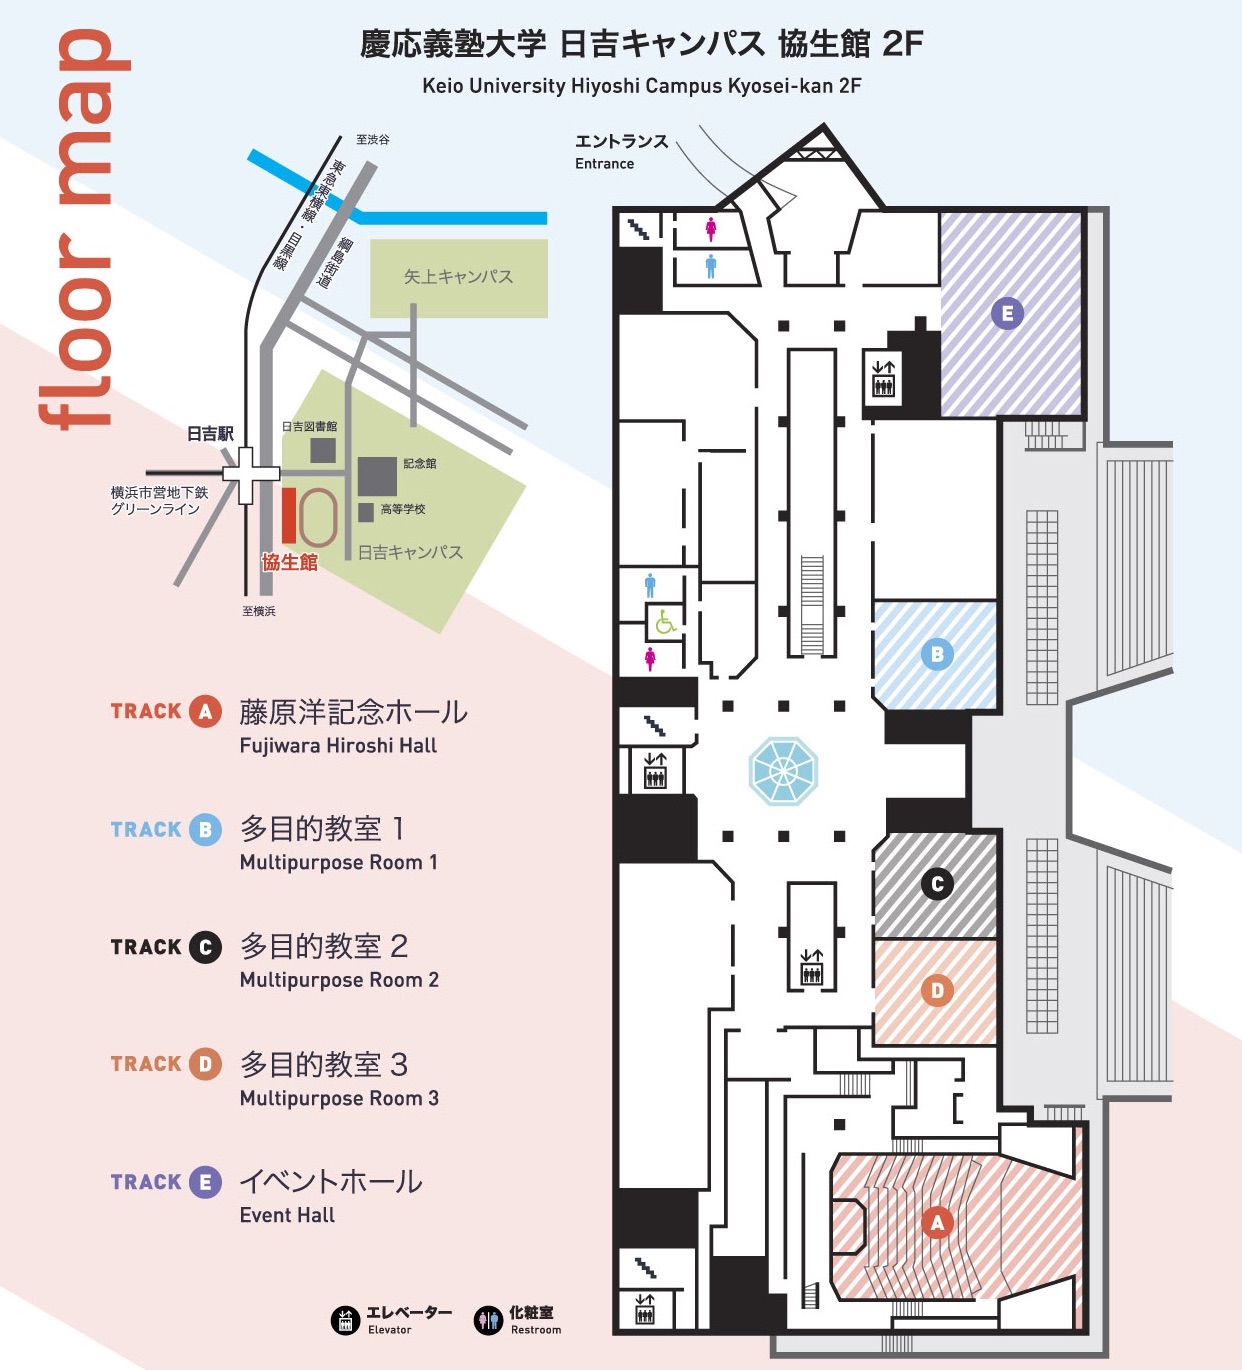 floor map
慶応義塾大学 日吉キャンパス 協生館 2F
Keio University Hiyoshi Campus Kyosei-kan 2F
至渋谷
東急東横線・目黒線
綱島街道
矢上キャンパス
日吉駅
日吉図書館
記念館
横浜市営地下鉄
グリーンライン
高等学校
日吉キャンパス
協生館
至横浜
エントランス
Entrance
E
B
C
D
A
TRACK A 藤原洋記念ホール
Fujiwara Hiroshi Hall
TRACK B 多目的教室 1
Multipurpose Room 1
TRACK C 多目的教室 2
Multipurpose Room 2
TRACK D 多目的教室 3
Multipurpose Room 3
TRACK E イベントホール
Event Hall
エレベーター
Elevator
化粧室
Restroom